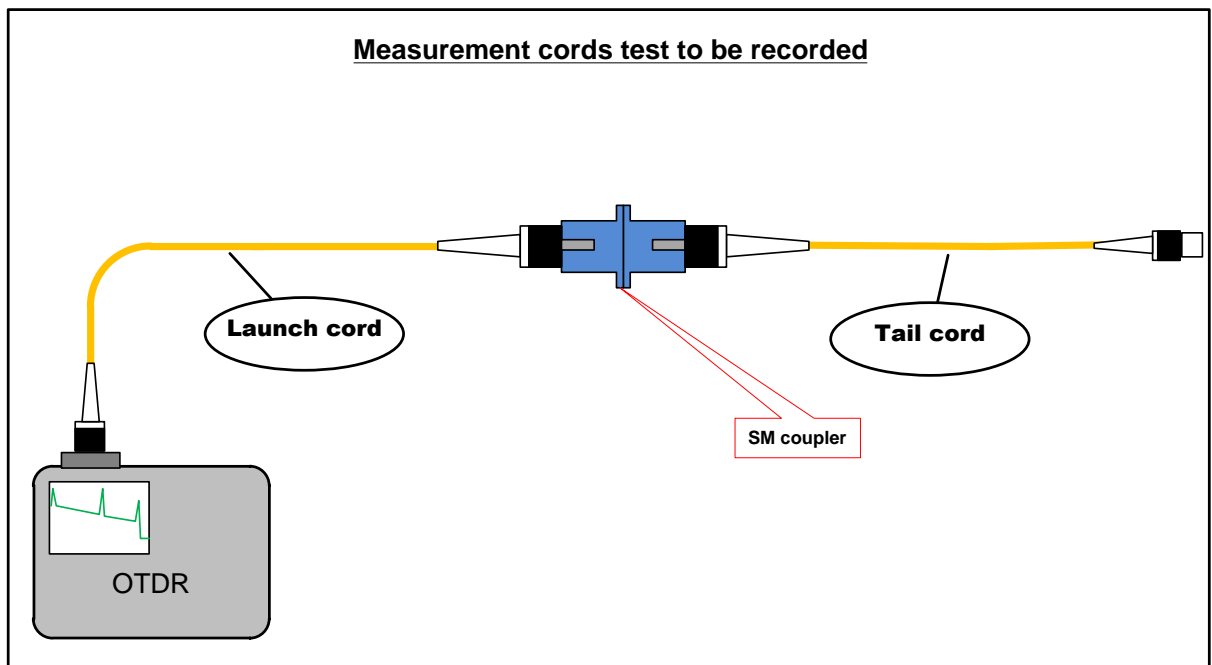 Measurement cords test to be recorded
Launch cord
Tail cord
SM coupler
OTDR